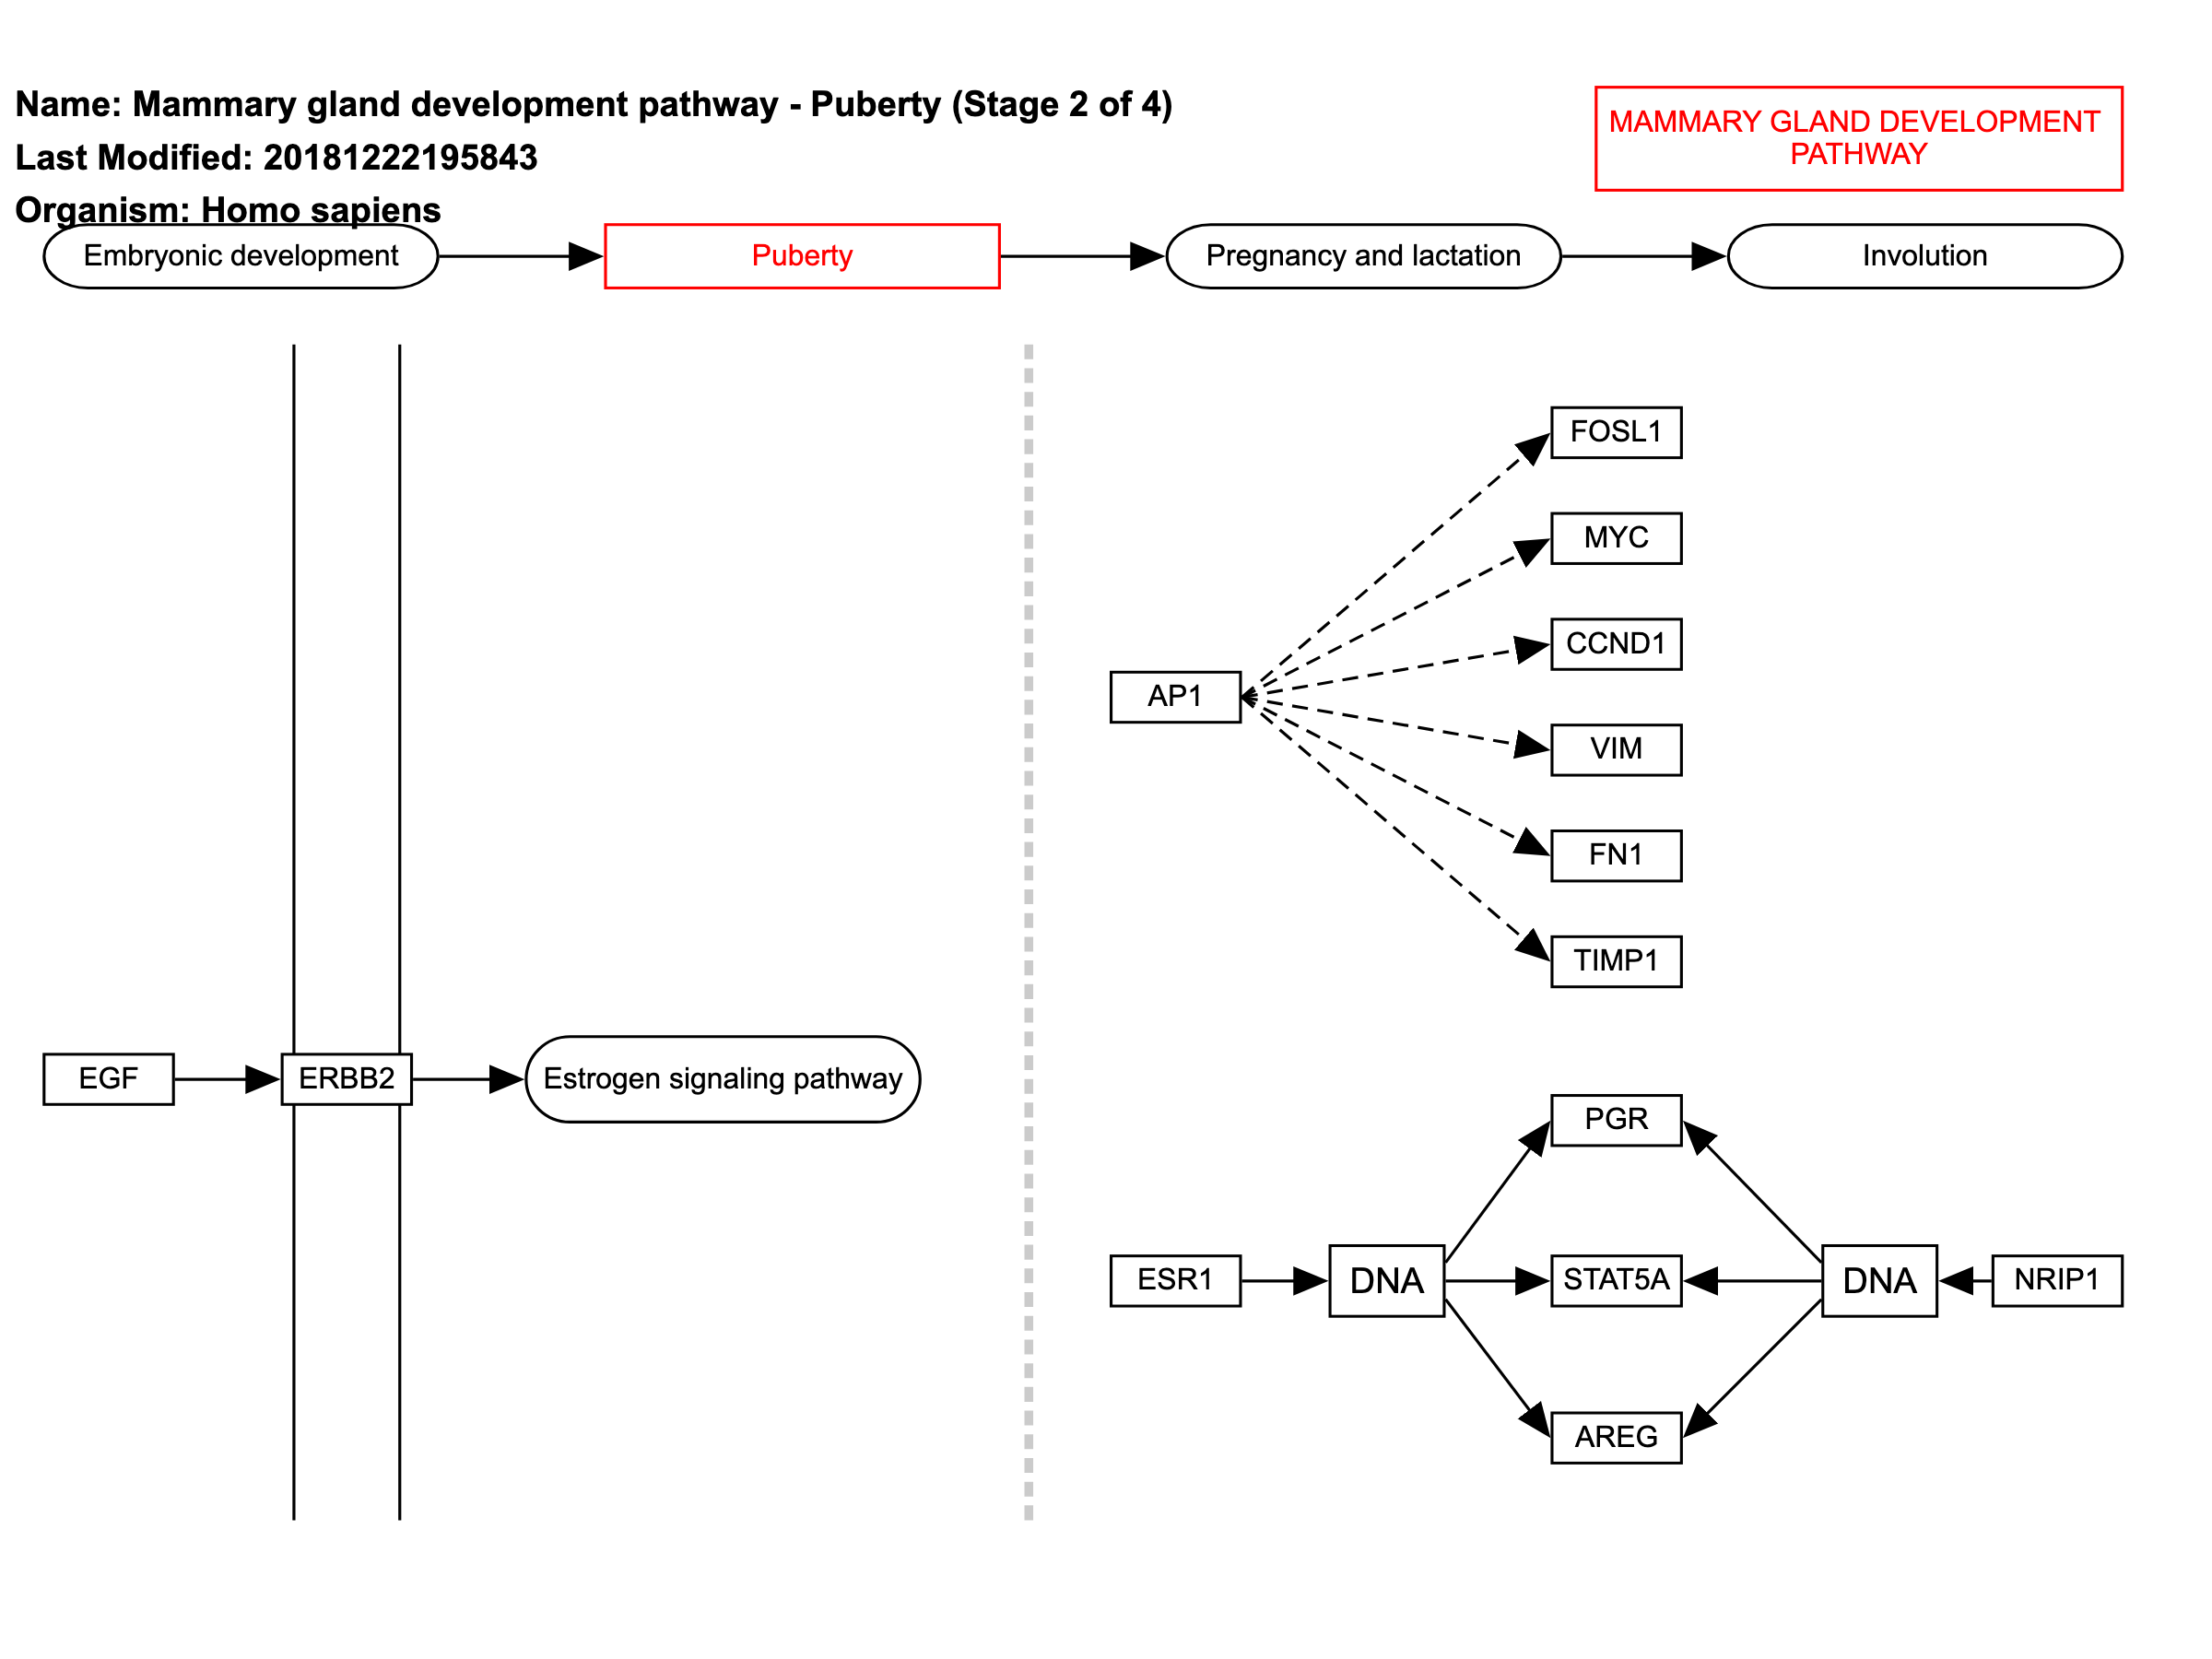 Name: Mammary gland development pathway - Puberty (Stage 2 of 4)
Last Modified: 20181222195843
Organism: Homo sapiens
MAMMARY GLAND DEVELOPMENT
PATHWAY
Embryonic development
Puberty
Pregnancy and lactation
Involution
FOSL1
MYC
CCND1
AP1
VIM
FN1
TIMP1
EGF
ERBB2
Estrogen signaling pathway
PGR
ESR1
DNA
STAT5A
DNA
NRIP1
AREG